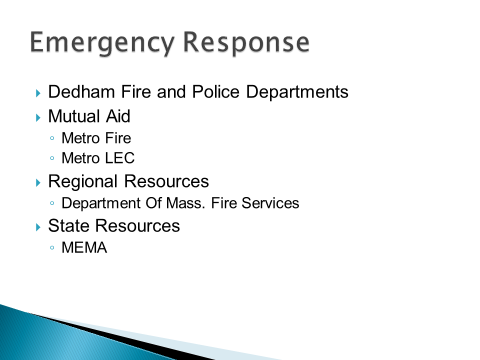 Emergency Response
Dedham Fire and Police Departments
Mutual Aid
Metro Fire
Metro LEC
Regional Resources
Department Of Mass. Fire Services
State Resources
MEMA